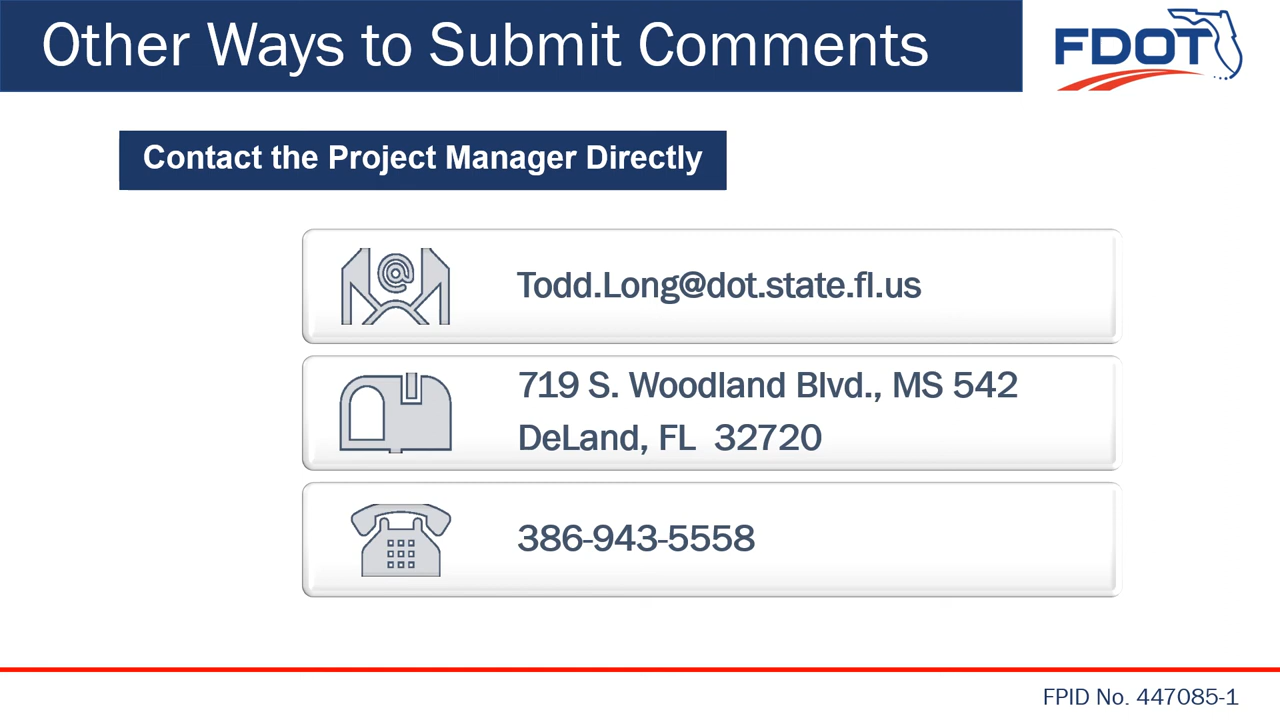 Other Ways to Submit Comments
FDOT
Contact the Project Manager Directly
@
Todd.Long@dot.state.fl.us
719 S. Woodland Blvd., MS 542
DeLand, FL  32720
386-943-5558
FPID No. 447085-1